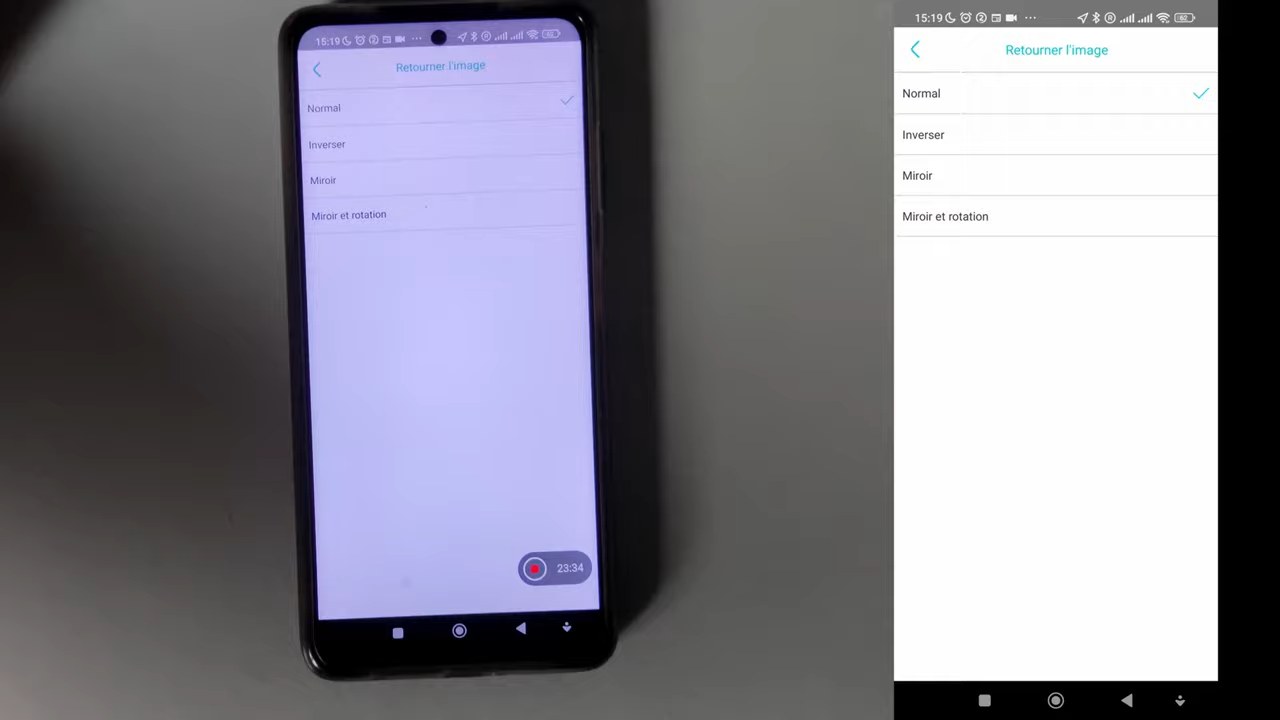 15:19
Retourner l'image
Normal
Inverser
Miroir
Miroir et rotation
23:34
15:19
62
Retourner l'image
Normal
Inverser
Miroir
Miroir et rotation